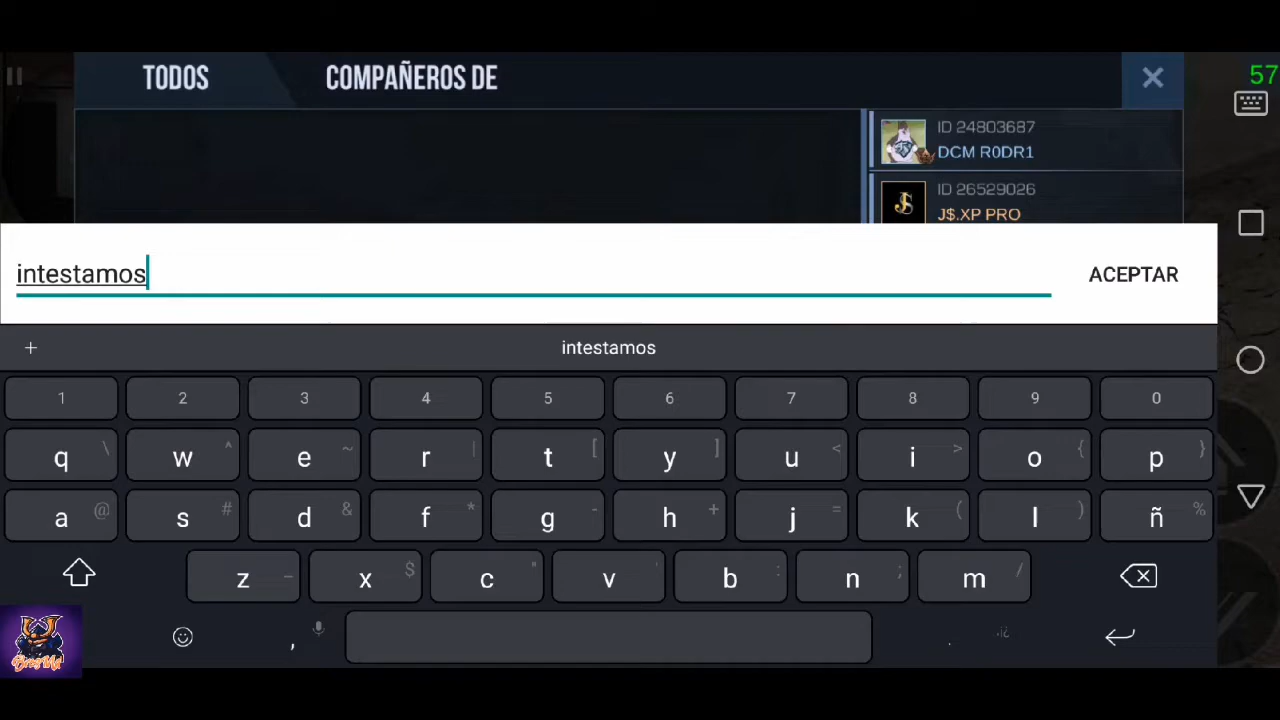 TODOS
COMPAÑEROS DE
57
ID 24803687
DCM R0DR1
ID 26529026
J$.XP PRO
intestamos
ACEPTAR
+ intestamos
1 2 3 4 5 6 7 8 9 0
q \ w ^ e ~ r | t [ y ] u < i > o { p }
a @ s # d & f * g - h + j = k ( l ) ñ %
z _ x $ c " v ' b : n ; m /
, . ¿